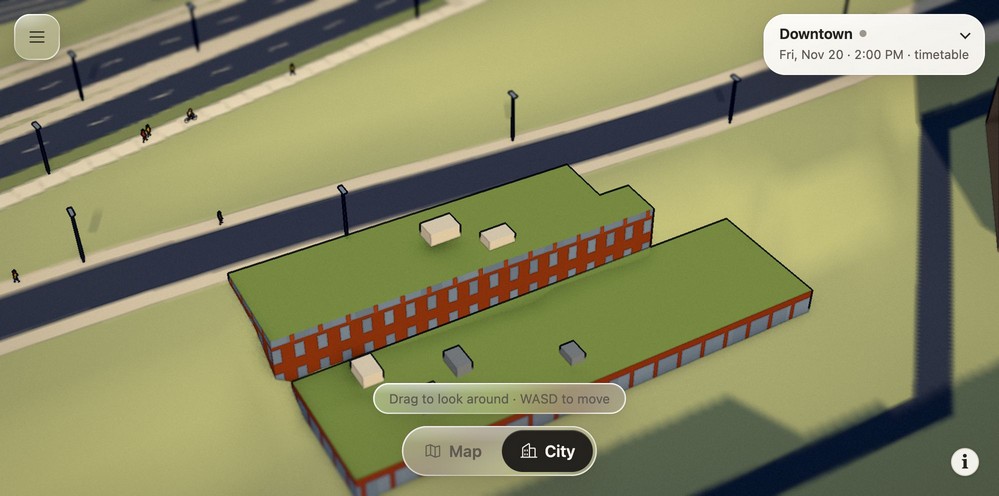 Downtown
Fri, Nov 20 · 2:00 PM · timetable
Drag to look around · WASD to move
Map
City